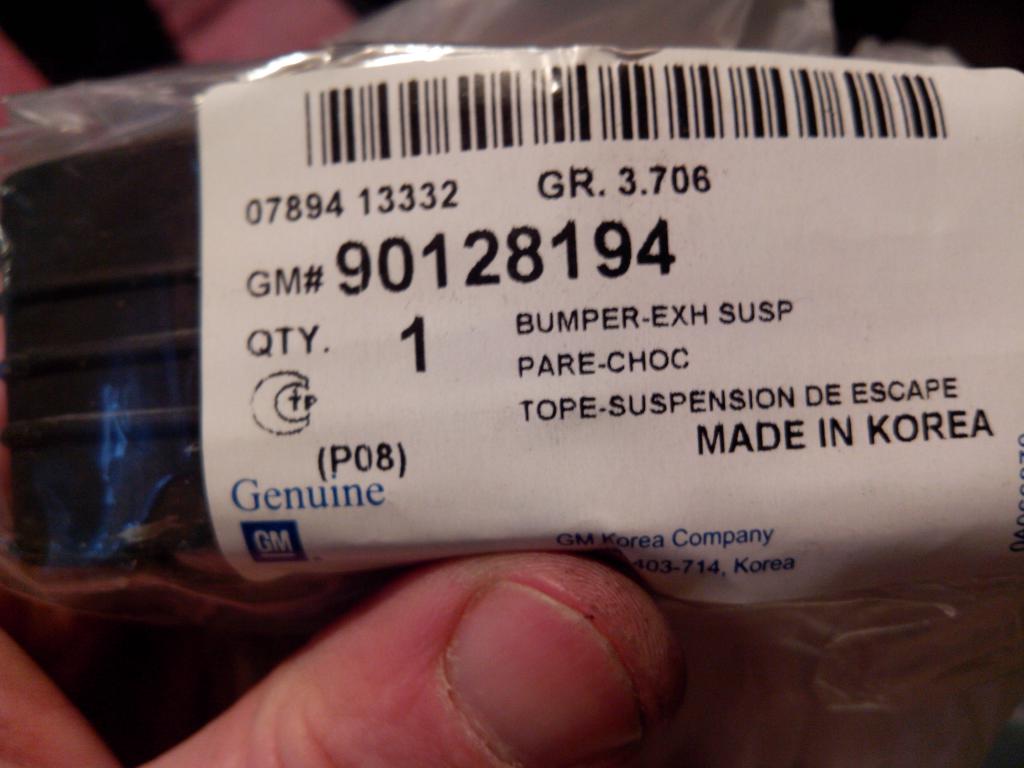 07894 13332 GR. 3.706
GM# 90128194
QTY. 1 BUMPER-EXH SUSP
PARE-CHOC
TOPE-SUSPENSION DE ESCAPE
MADE IN KOREA
(P08)
Genuine
GM
GM Korea Company
403-714, Korea